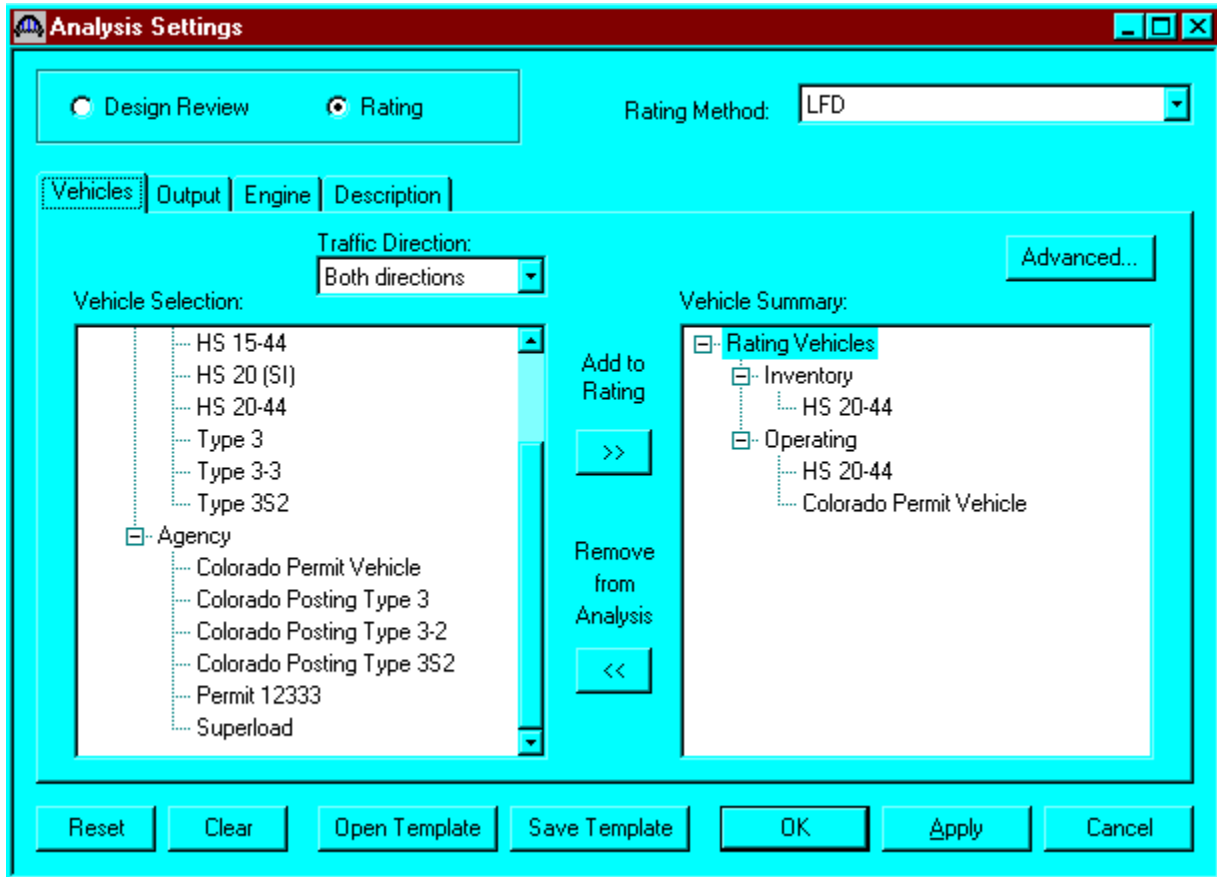 Analysis Settings
Design Review
Rating
Rating Method:
LFD
Vehicles
Output
Engine
Description
Traffic Direction:
Both directions
Advanced...
Vehicle Selection:
HS 15-44
HS 20 (SI)
HS 20-44
Type 3
Type 3-3
Type 3S2
Agency
Colorado Permit Vehicle
Colorado Posting Type 3
Colorado Posting Type 3-2
Colorado Posting Type 3S2
Permit 12333
Superload
Add to
Rating
>>
Remove
from
Analysis
<<
Vehicle Summary:
Rating Vehicles
Inventory
HS 20-44
Operating
HS 20-44
Colorado Permit Vehicle
Reset
Clear
Open Template
Save Template
OK
Apply
Cancel